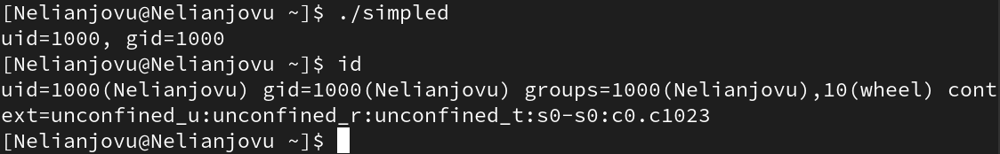 [Nelianjovu@Nelianjovu ~]$ ./simpled
uid=1000, gid=1000
[Nelianjovu@Nelianjovu ~]$ id
uid=1000(Nelianjovu) gid=1000(Nelianjovu) groups=1000(Nelianjovu),10(wheel) cont
ext=unconfined_u:unconfined_r:unconfined_t:s0-s0:c0.c1023
[Nelianjovu@Nelianjovu ~]$